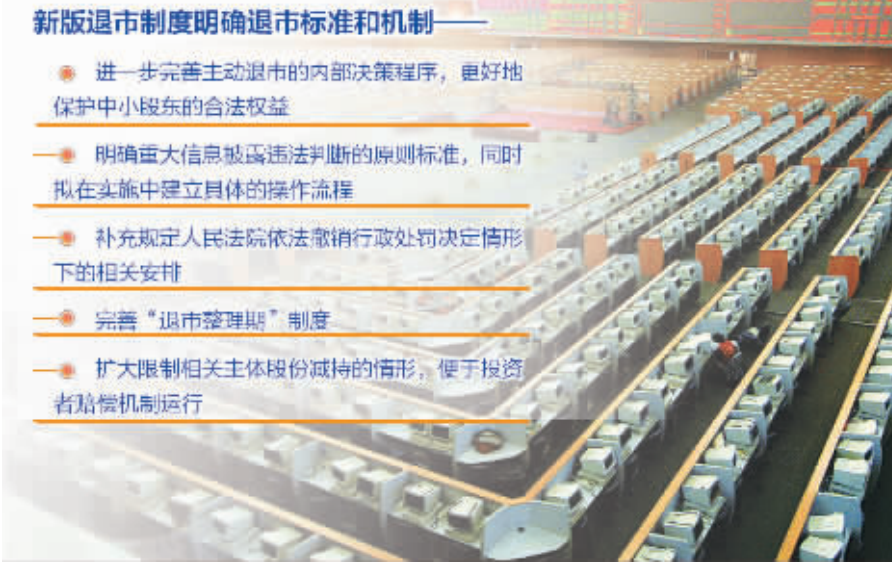 新版退市制度明确退市标准和机制——
进一步完善主动退市的内部决策程序，更好地
保护中小股东的合法权益
明确重大信息披露违法判断的原则标准，同时
拟在实施中建立具体的操作流程
补充规定人民法院依法撤销行政处罚决定情形
下的相关安排
完善“退市整理期”制度
扩大限制相关主体股份减持的情形，便于投资
者赔偿机制运行